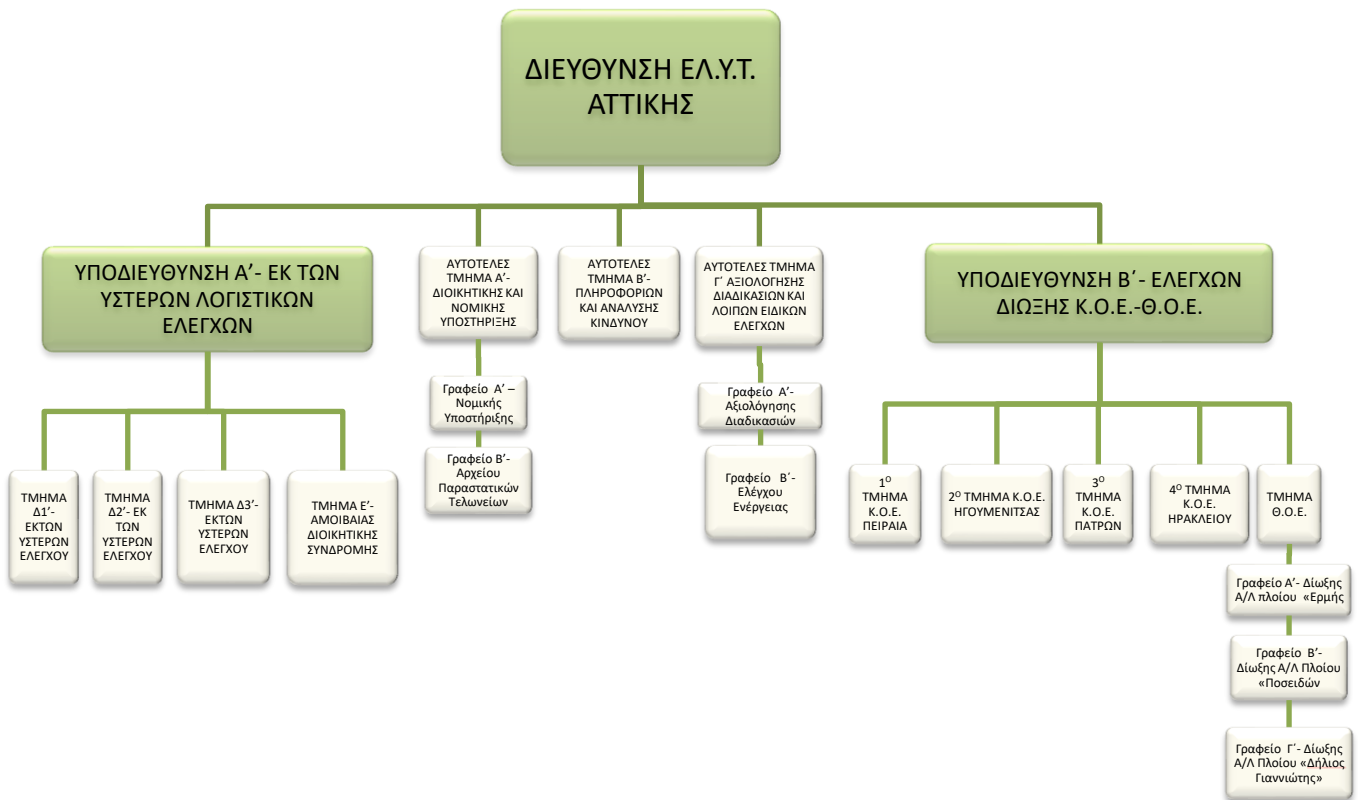 ΔΙΕΥΘΥΝΣΗ ΕΛ.Υ.Τ.
ΑΤΤΙΚΗΣ
ΥΠΟΔΙΕΥΘΥΝΣΗ Α’- ΕΚ ΤΩΝ
ΥΣΤΕΡΩΝ ΛΟΓΙΣΤΙΚΩΝ
ΕΛΕΓΧΩΝ
ΑΥΤΟΤΕΛΕΣ
ΤΜΗΜΑ Α’-
ΔΙΟΙΚΗΤΙΚΗΣ ΚΑΙ
ΝΟΜΙΚΗΣ
ΥΠΟΣΤΗΡΙΞΗΣ
ΑΥΤΟΤΕΛΕΣ
ΤΜΗΜΑ Β’-
ΠΛΗΡΟΦΟΡΙΩΝ
ΚΑΙ ΑΝΑΛΥΣΗΣ
ΚΙΝΔΥΝΟΥ
ΑΥΤΟΤΕΛΕΣ ΤΜΗΜΑ
Γ΄ ΑΞΙΟΛΟΓΗΣΗΣ
ΔΙΑΔΙΚΑΣΙΩΝ ΚΑΙ
ΛΟΙΠΩΝ ΕΙΔΙΚΩΝ
ΕΛΕΓΧΩΝ
ΥΠΟΔΙΕΥΘΥΝΣΗ Β΄- ΕΛΕΓΧΩΝ
ΔΙΩΞΗΣ Κ.Ο.Ε.-Θ.Ο.Ε.
Γραφείο Α’ –
Νομικής
Υποστήριξης
Γραφείο Β’-
Αρχείου
Παραστατικών
Τελωνείων
Γραφείο Α’-
Αξιολόγησης
Διαδικασιών
Γραφείο Β΄-
Ελέγχου
Ενέργειας
ΤΜΗΜΑ
Δ1’-
ΕΚΤΩΝ
ΥΣΤΕΡΩΝ
ΕΛΕΓΧΟΥ
ΤΜΗΜΑ
Δ2’- ΕΚ
ΤΩΝ
ΥΣΤΕΡΩΝ
ΕΛΕΓΧΟΥ
ΤΜΗΜΑ Δ3’-
ΕΚΤΩΝ
ΥΣΤΕΡΩΝ
ΕΛΕΓΧΟΥ
ΤΜΗΜΑ Ε’-
ΑΜΟΙΒΑΙΑΣ
ΔΙΟΙΚΗΤΙΚΗΣ
ΣΥΝΔΡΟΜΗΣ
1Ο
ΤΜΗΜΑ
Κ.Ο.Ε.
ΠΕΙΡΑΙΑ
2Ο ΤΜΗΜΑ Κ.Ο.Ε.
ΗΓΟΥΜΕΝΙΤΣΑΣ
3Ο
ΤΜΗΜΑ
Κ.Ο.Ε.
ΠΑΤΡΩΝ
4Ο ΤΜΗΜΑ
Κ.Ο.Ε.
ΗΡΑΚΛΕΙΟΥ
ΤΜΗΜΑ
Θ.Ο.Ε.
Γραφείο Α’- Δίωξης
Α/Λ πλοίου «Ερμής
Γραφείο Β’-
Δίωξης Α/Λ Πλοίου
«Ποσειδών
Γραφείο Γ΄- Δίωξης
Α/Λ Πλοίου «Δήλιος
Γιαννιώτης»